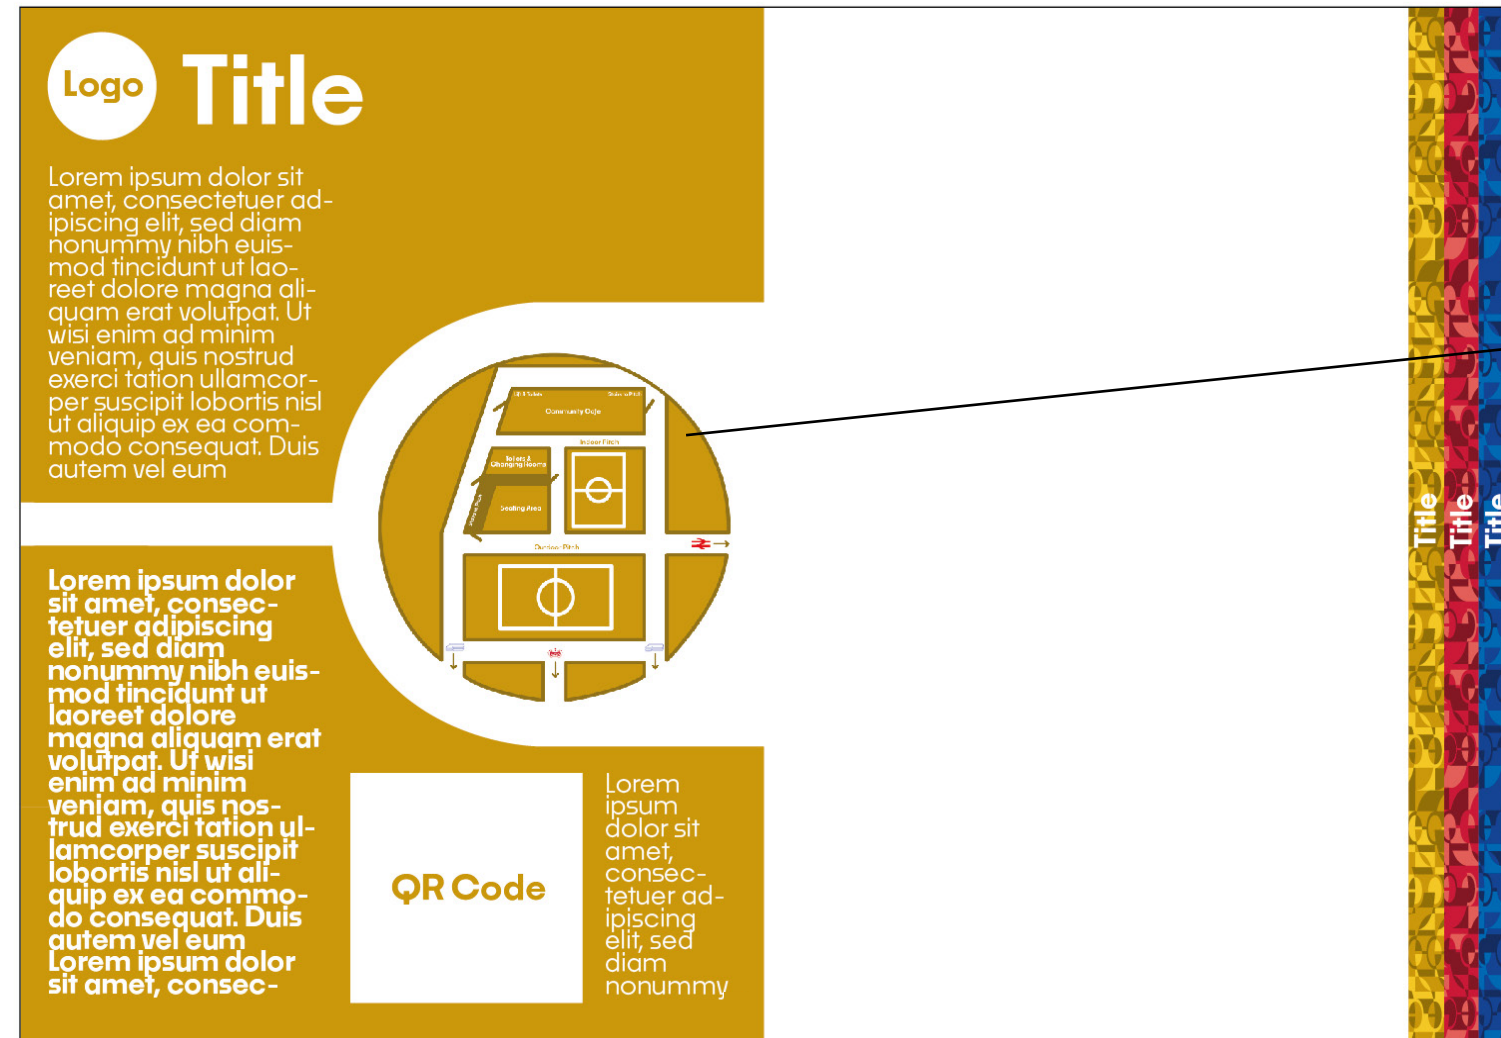 Logo
Title
Lorem ipsum dolor sit
amet, consectetuer ad-
ipiscing elit, sed diam
nonummy nibh euis-
mod tincidunt ut lao-
reet dolore magna ali-
quam erat volutpat. Ut
wisi enim ad minim
veniam, quis nostrud
exerci tation ullamcor-
per suscipit lobortis nisl
ut aliquip ex ea com-
modo consequat. Duis
autem vel eum
Community Cafe
Indoor Pitch
Toilets &
Changing Rooms
Seating Area
Outdoor Pitch
Lorem ipsum dolor
sit amet, consec-
tetuer adipiscing
elit, sed diam
nonummy nibh euis-
mod tincidunt ut
laoreet dolore
magna aliquam erat
volutpat. Ut wisi
enim ad minim
veniam, quis nos-
trud exerci tation ul-
lamcorper suscipit
lobortis nisl ut ali-
quip ex ea commo-
do consequat. Duis
autem vel eum
Lorem ipsum dolor
sit amet, consec-
QR Code
Lorem
ipsum
dolor sit
amet,
consec-
tetuer ad-
ipiscing
elit, sed
diam
nonummy
Title
Title
Title